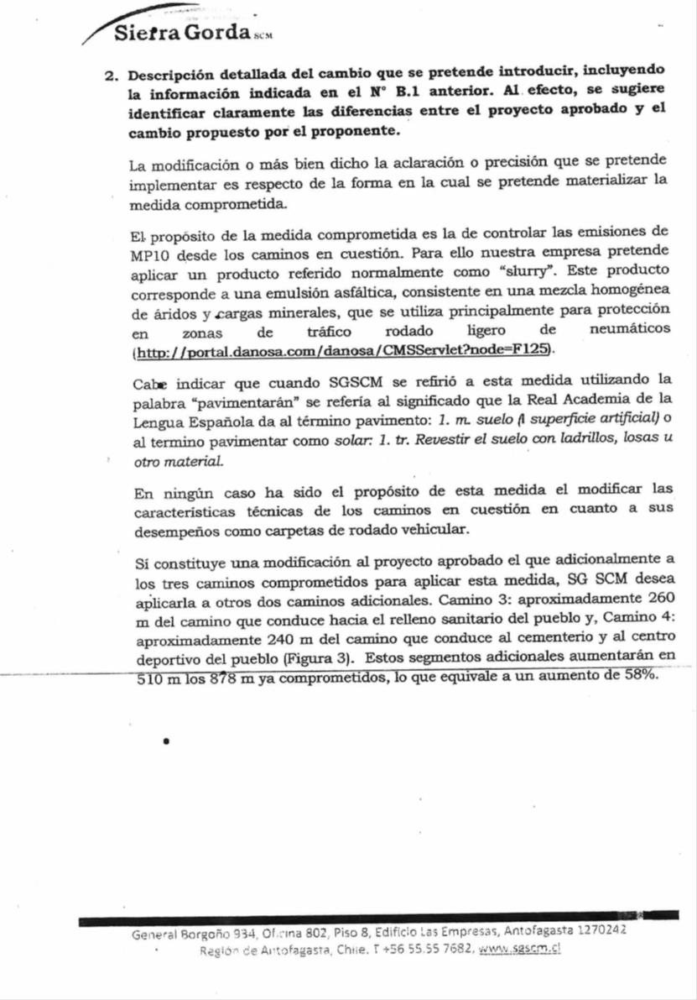 Sierra Gorda SCM
2. Descripción detallada del cambio que se pretende introducir, incluyendo
la información indicada en el N° B.1 anterior. Al efecto, se sugiere
identificar claramente las diferencias entre el proyecto aprobado y el
cambio propuesto por el proponente.
La modificación o más bien dicho la aclaración o precisión que se pretende
implementar es respecto de la forma en la cual se pretende materializar la
medida comprometida.
El propósito de la medida comprometida es la de controlar las emisiones de
MP10 desde los caminos en cuestión. Para ello nuestra empresa pretende
aplicar un producto referido normalmente como “slurry”. Este producto
corresponde a una emulsión asfáltica, consistente en una mezcla homogénea
de áridos y cargas minerales, que se utiliza principalmente para protección
en zonas de tráfico rodado ligero de neumáticos
(http://portal.danosa.com/danosa/CMSServlet?node=F125).
Cabe indicar que cuando SGSCM se refirió a esta medida utilizando la
palabra “pavimentarán” se refería al significado que la Real Academia de la
Lengua Española da al término pavimento: 1. m. suelo (l superficie artificial) o
al termino pavimentar como solar: 1. tr. Revestir el suelo con ladrillos, losas u
otro material.
En ningún caso ha sido el propósito de esta medida el modificar las
características técnicas de los caminos en cuestión en cuanto a sus
desempeños como carpetas de rodado vehicular.
Sí constituye una modificación al proyecto aprobado el que adicionalmente a
los tres caminos comprometidos para aplicar esta medida, SG SCM desea
aplicarla a otros dos caminos adicionales. Camino 3: aproximadamente 260
m del camino que conduce hacia el relleno sanitario del pueblo y, Camino 4:
aproximadamente 240 m del camino que conduce al cementerio y al centro
deportivo del pueblo (Figura 3). Estos segmentos adicionales aumentarán en
510 m los 878 m ya comprometidos, lo que equivale a un aumento de 58%.
General Borgoño 934, Oficina 802, Piso 8, Edificio Las Empresas, Antofagasta 1270242
Región de Antofagasta, Chile. T +56 55 55 7682, www.sgscm.cl